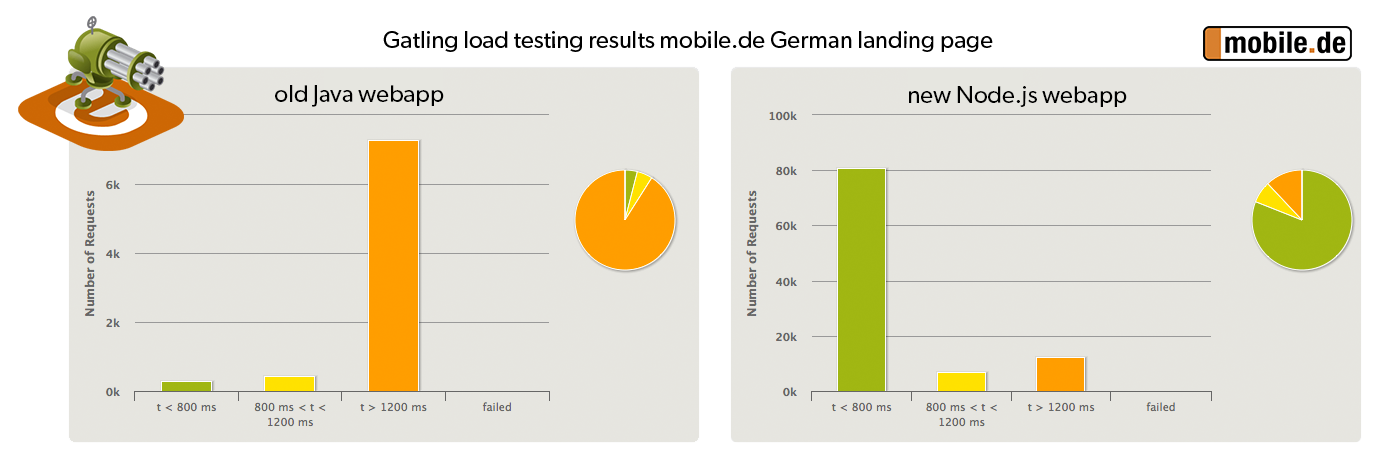 Gatling load testing results mobile.de German landing page
mobile.de
old Java webapp
Number of Requests
6k
4k
2k
0k
t < 800 ms
800 ms < t <
1200 ms
t > 1200 ms
failed
new Node.js webapp
Number of Requests
100k
80k
60k
40k
20k
0k
t < 800 ms
800 ms < t <
1200 ms
t > 1200 ms
failed